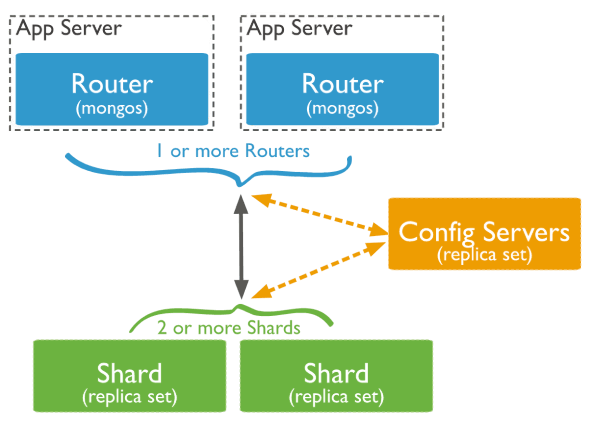 App Server
Router
(mongos)
App Server
Router
(mongos)
1 or more Routers
Config Servers
(replica set)
2 or more Shards
Shard
(replica set)
Shard
(replica set)